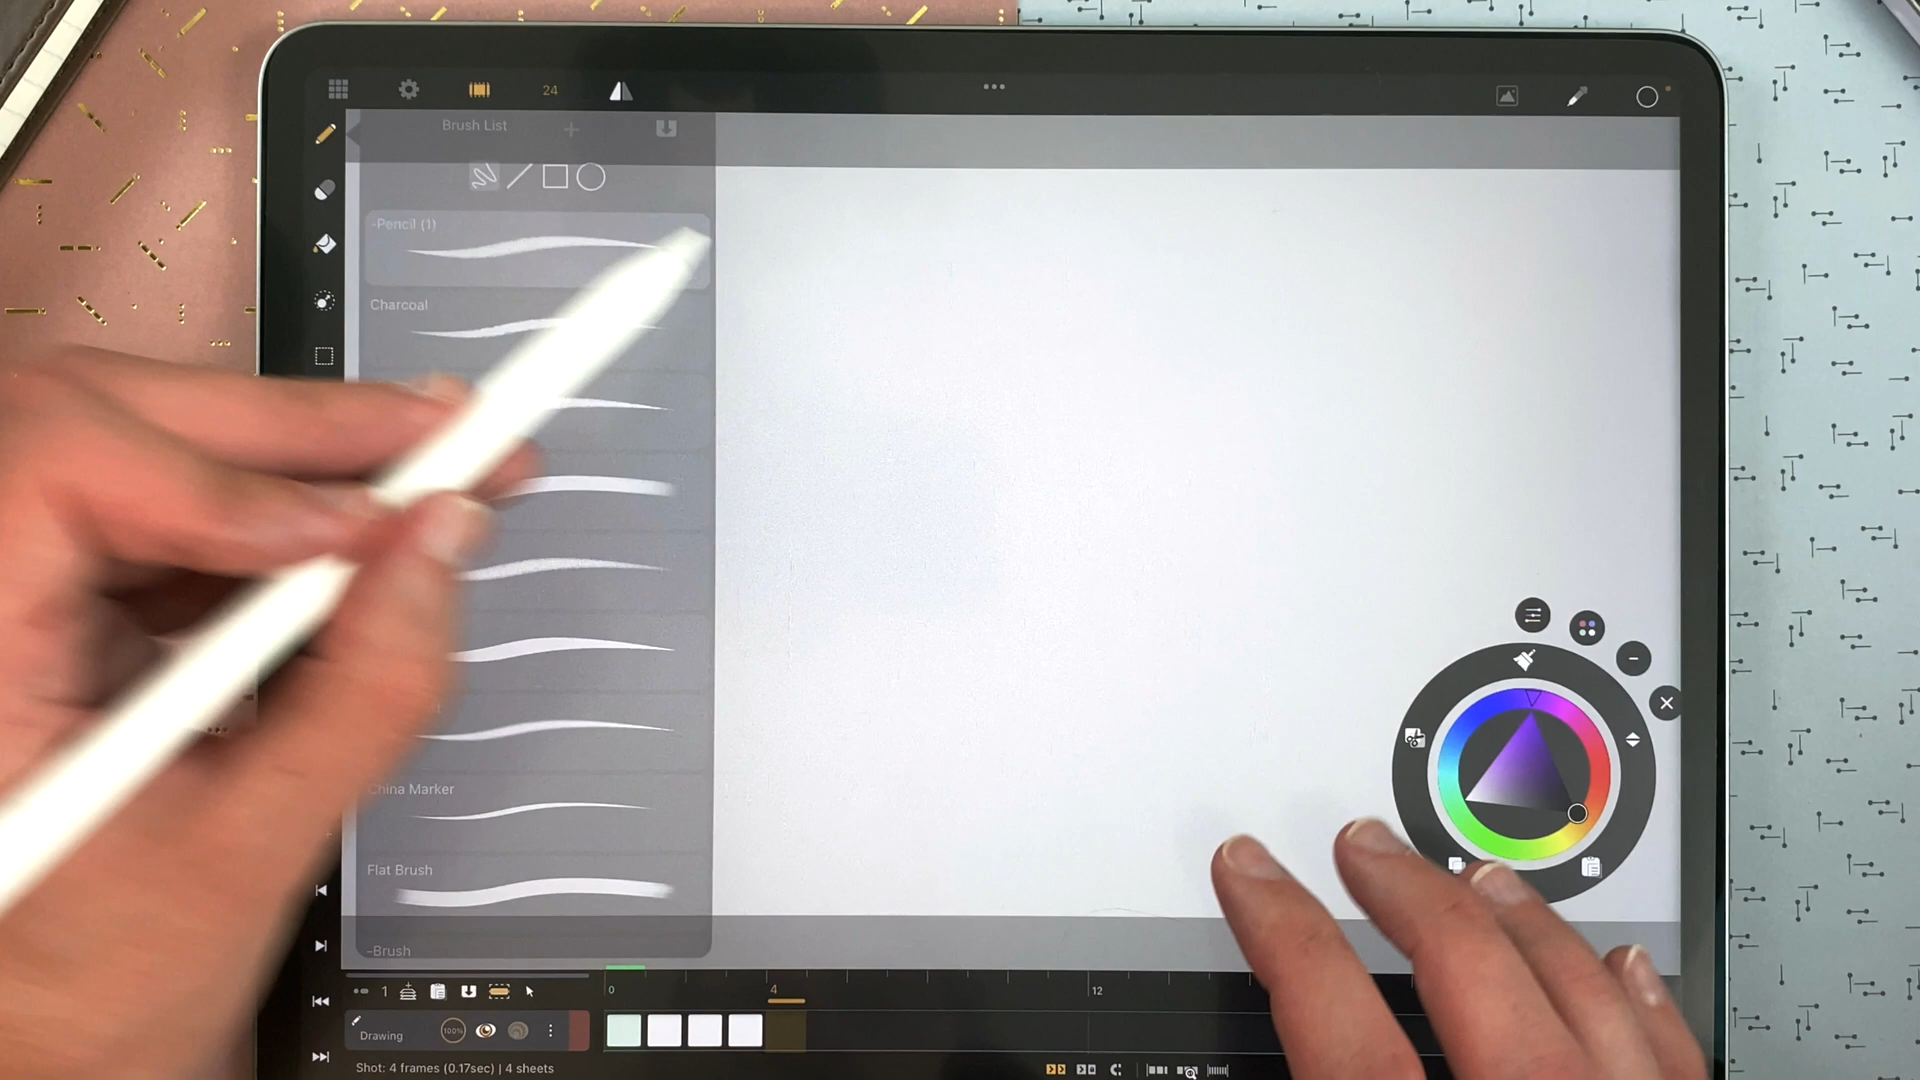 24
Brush List
-Pencil (1)
Charcoal
China Marker
Flat Brush
-Brush
1
0
4
12
Drawing
100%
Shot: 4 frames (0.17sec) | 4 sheets